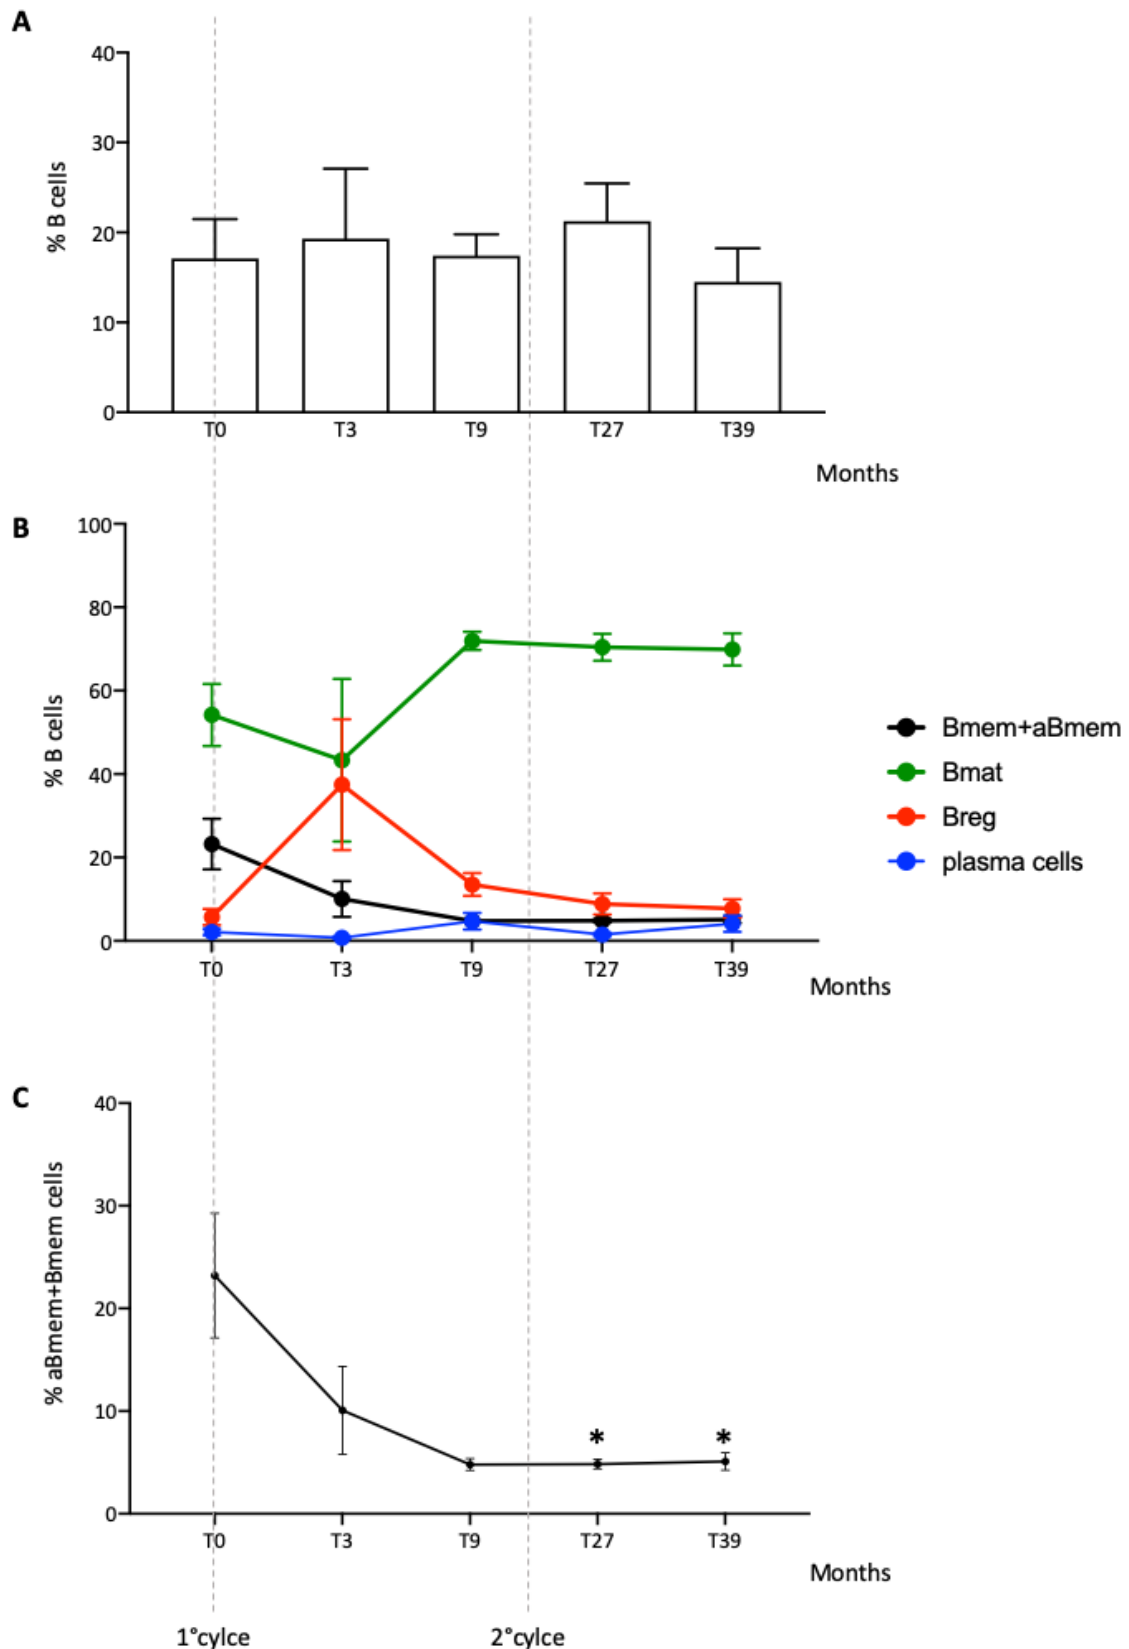 A
40
30
20
10
0
% B cells
T0 T3 T9 T27 T39
Months
B
100
80
60
40
20
0
% B cells
T0 T3 T9 T27 T39
Months
Bmem+aBmem
Bmat
Breg
plasma cells
C
40
30
20
10
0
% aBmem+Bmem cells
* *
T0 T3 T9 T27 T39
Months
1°cylce 2°cylce